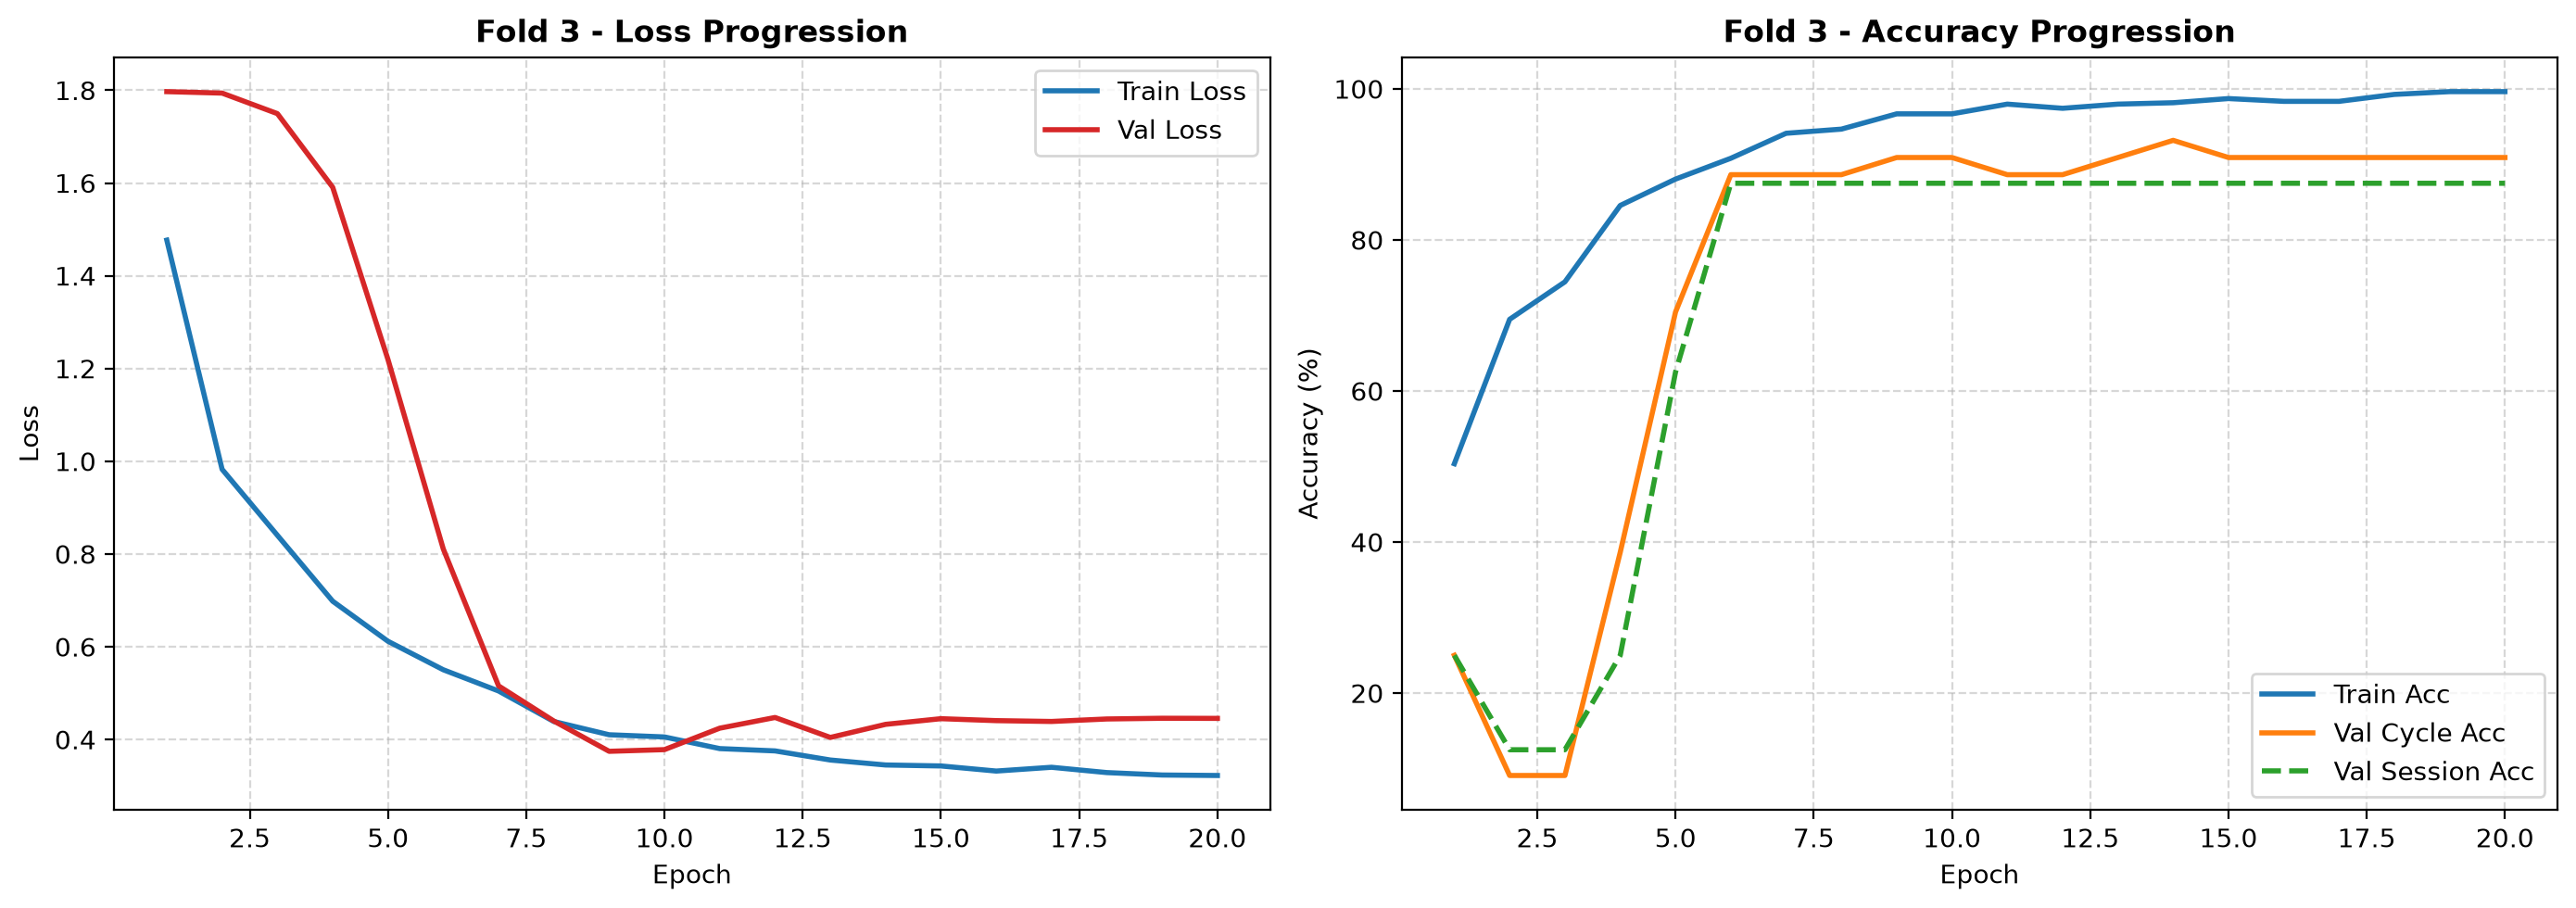 Fold 3 - Loss Progression
1.8
1.6
1.4
1.2
1.0
0.8
0.6
0.4
Loss
2.5 5.0 7.5 10.0 12.5 15.0 17.5 20.0
Epoch
Train Loss
Val Loss
Fold 3 - Accuracy Progression
100
80
60
40
20
Accuracy (%)
2.5 5.0 7.5 10.0 12.5 15.0 17.5 20.0
Epoch
Train Acc
Val Cycle Acc
Val Session Acc